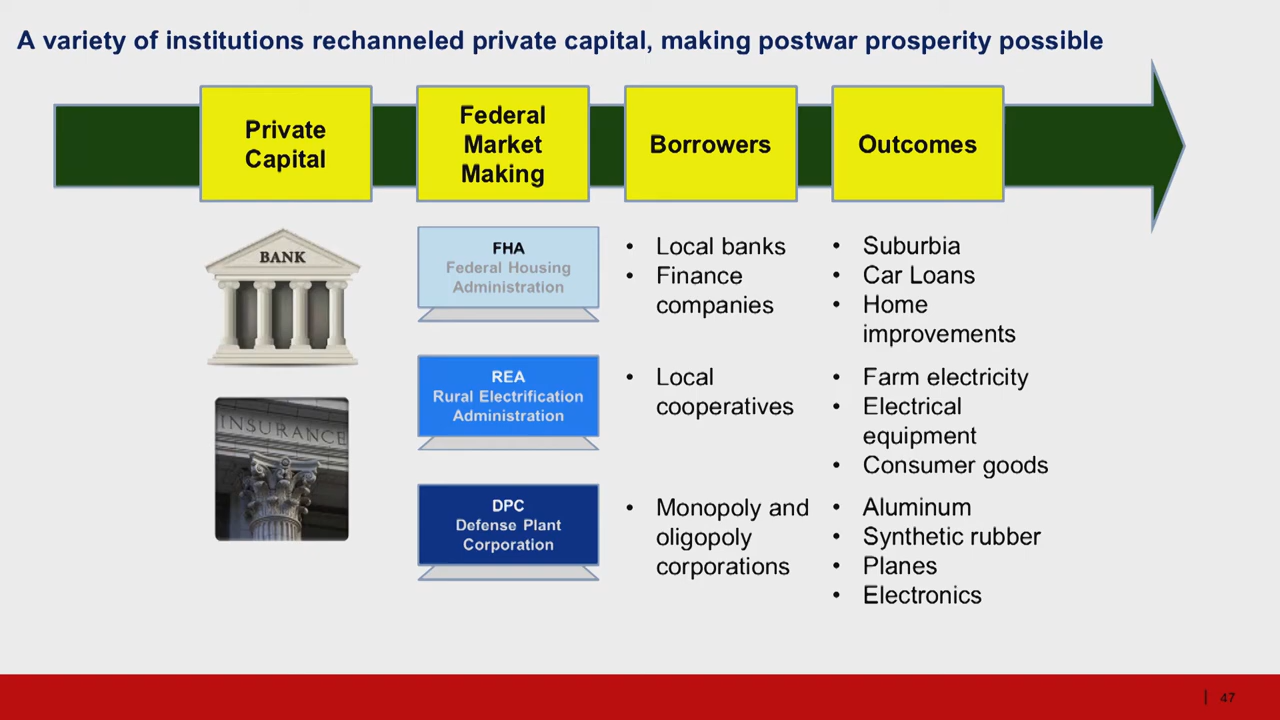 A variety of institutions rechanneled private capital, making postwar prosperity possible
Private
Capital
Federal
Market
Making
Borrowers
Outcomes
BANK
INSURANCE
FHA
Federal Housing
Administration
• Local banks
• Finance
companies
• Suburbia
• Car Loans
• Home
improvements
REA
Rural Electrification
Administration
• Local
cooperatives
• Farm electricity
• Electrical
equipment
• Consumer goods
DPC
Defense Plant
Corporation
• Monopoly and
oligopoly
corporations
• Aluminum
• Synthetic rubber
• Planes
• Electronics
| 47